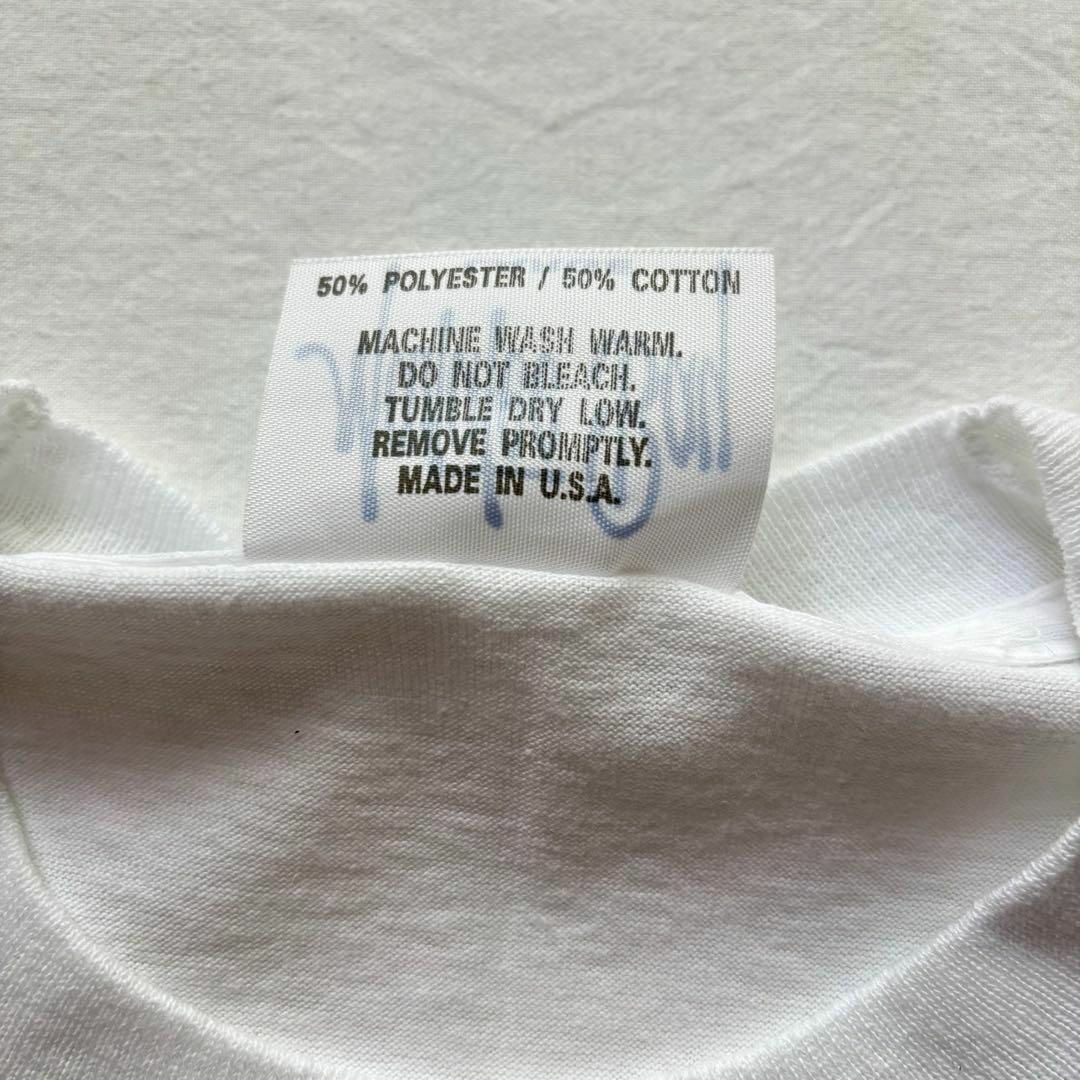 50% POLYESTER / 50% COTTON
MACHINE WASH WARM.
DO NOT BLEACH.
TUMBLE DRY LOW.
REMOVE PROMPTLY.
MADE IN U.S.A.